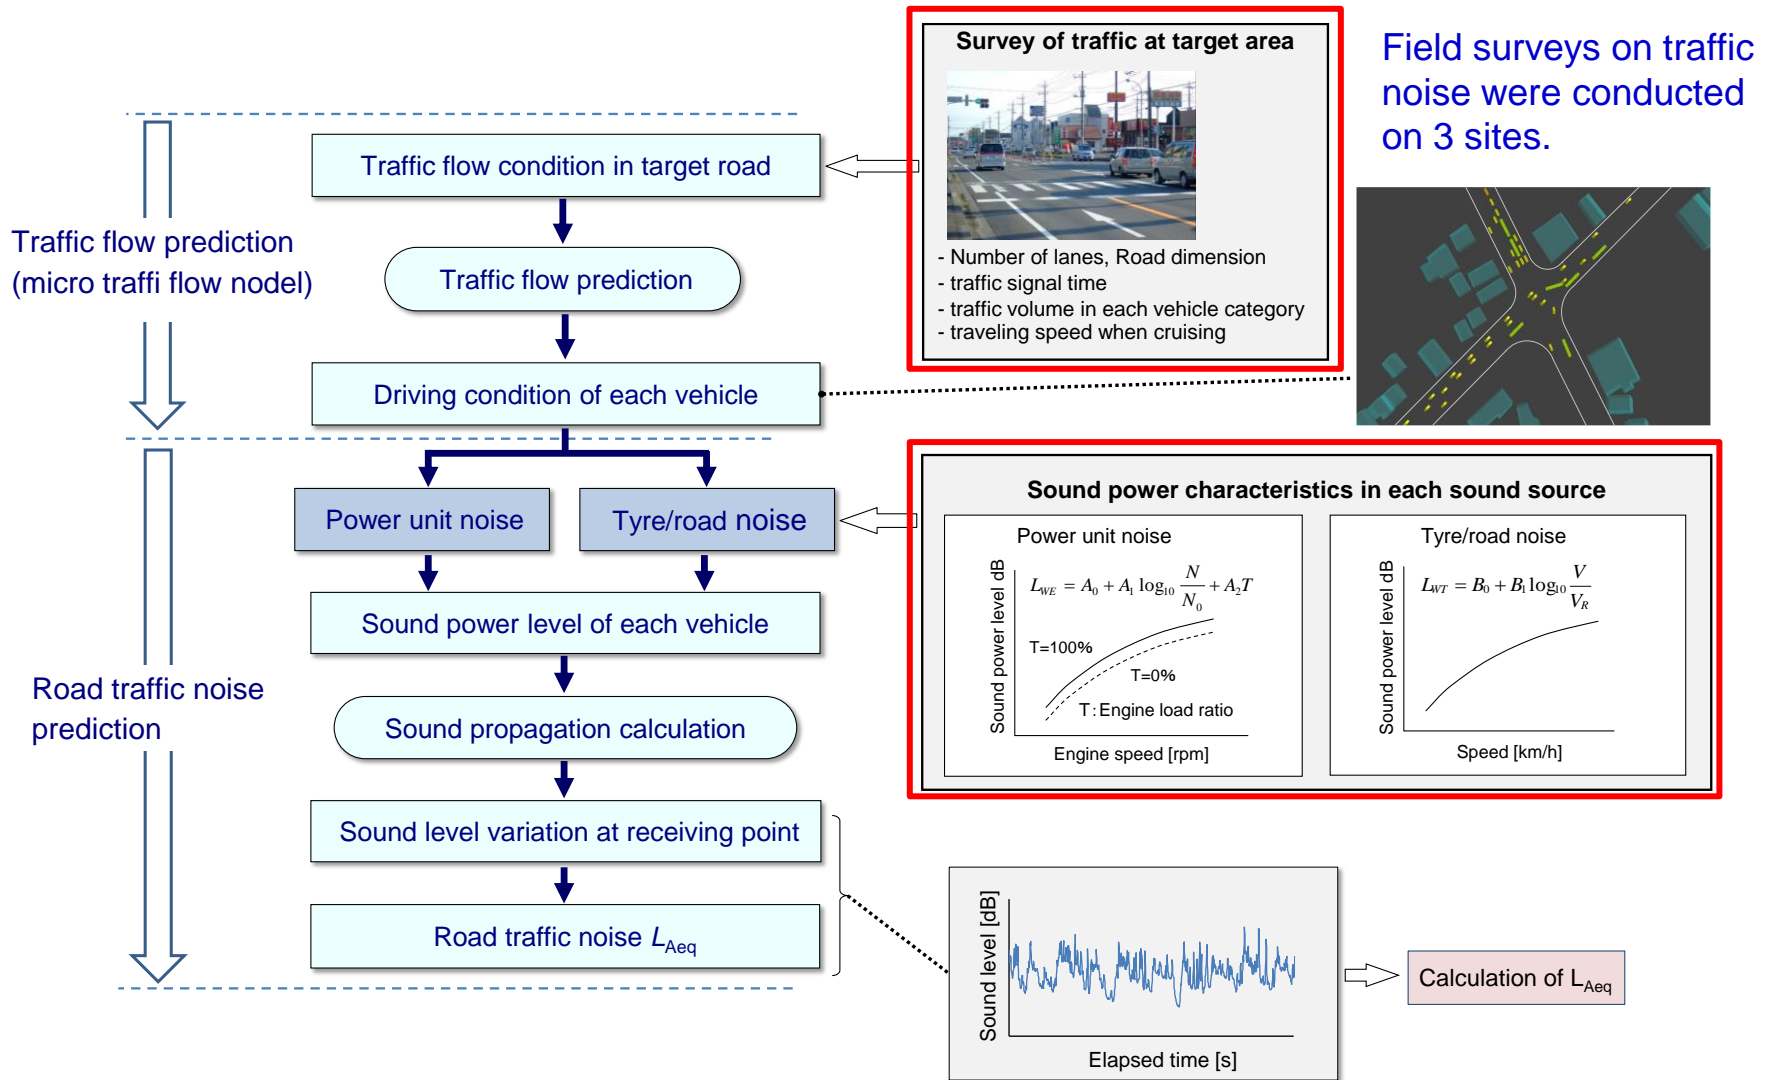 Survey of traffic at target area
- Number of lanes, Road dimension
- traffic signal time
- traffic volume in each vehicle category
- traveling speed when cruising
Field surveys on traffic
noise were conducted
on 3 sites.
Traffic flow prediction
(micro traffi flow nodel)
Traffic flow condition in target road
Traffic flow prediction
Driving condition of each vehicle
Road traffic noise
prediction
Power unit noise
Tyre/road noise
Sound power level of each vehicle
Sound propagation calculation
Sound level variation at receiving point
Road traffic noise L_Aeq
Sound power characteristics in each sound source
Power unit noise
Sound power level dB
L_WE = A_0 + A_1 log_10 N/N_0 + A_2T
T=100%
T=0%
T:Engine load ratio
Engine speed [rpm]
Tyre/road noise
Sound power level dB
L_WT = B_0 + B_1 log_10 V/V_R
Speed [km/h]
Sound level [dB]
Elapsed time [s]
Calculation of L_Aeq